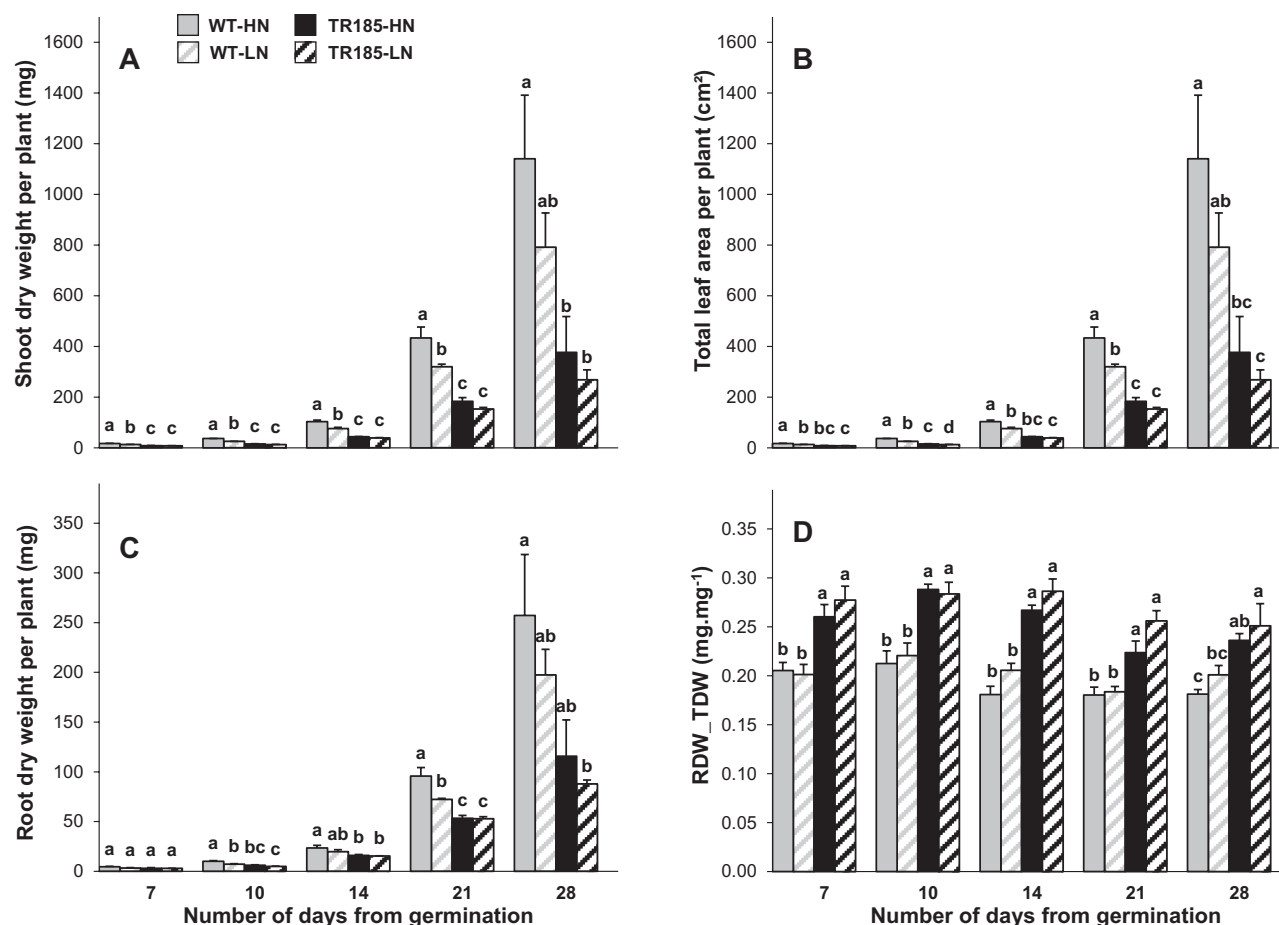 WT-HN TR185-HN
WT-LN TR185-LN
A
Shoot dry weight per plant (mg)
1600
1400
1200
1000
800
600
400
200
0
a b c c
a b c c
a b c c
a b c c
a ab b b
B
Total leaf area per plant (cm²)
1600
1400
1200
1000
800
600
400
200
0
a b bc c
a b c d
a b bc c
a b c c
a ab bc c
C
Root dry weight per plant (mg)
350
300
250
200
150
100
50
0
a a a a
a b bc c
a ab b b
a b c c
a ab ab b
7 10 14 21 28
Number of days from germination
D
RDW_TDW (mg.mg-1)
0.35
0.30
0.25
0.20
0.15
0.10
0.05
0.00
b b a a
b b a a
b b a a
b b a a
c bc ab a
7 10 14 21 28
Number of days from germination